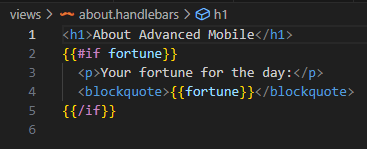 views > about.handlebars > h1
1 <h1>About Advanced Mobile</h1>
2 {{#if fortune}}
3   <p>Your fortune for the day:</p>
4   <blockquote>{{fortune}}</blockquote>
5 {{/if}}
6